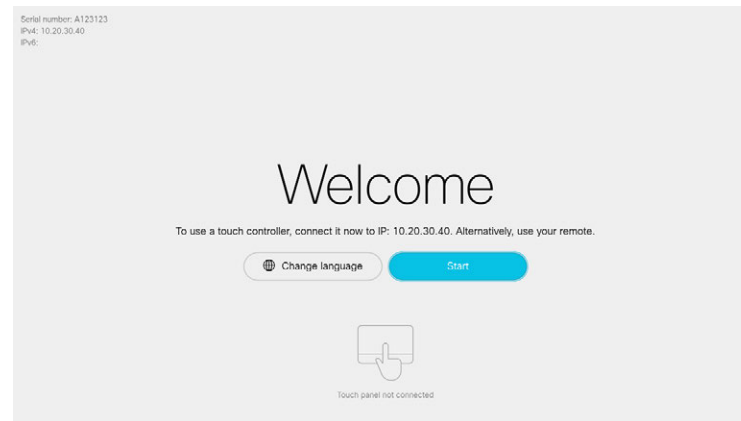 Serial number: A123123
IPv4: 10.20.30.40
IPv6:
Welcome
To use a touch controller, connect it now to IP: 10.20.30.40. Alternatively, use your remote.
Change language
Start
Touch panel not connected